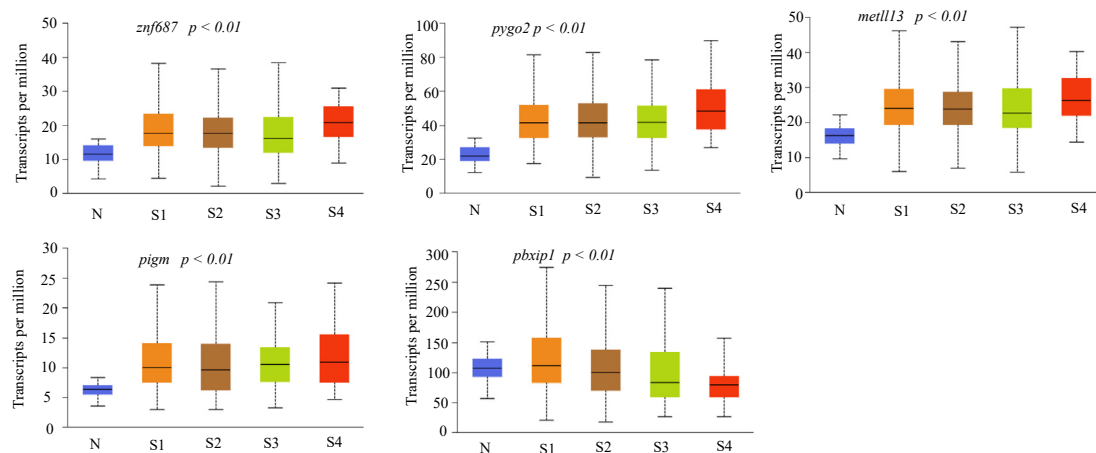 znf687 p < 0.01
Transcripts per million
50
40
30
20
10
0
N S1 S2 S3 S4
pygo2 p < 0.01
Transcripts per million
100
80
60
40
20
0
N S1 S2 S3 S4
metll13 p < 0.01
Transcripts per million
50
40
30
20
10
0
N S1 S2 S3 S4
pigm p < 0.01
Transcripts per million
30
25
20
15
10
5
0
N S1 S2 S3 S4
pbxip1 p < 0.01
Transcripts per million
300
250
200
150
100
50
0
N S1 S2 S3 S4